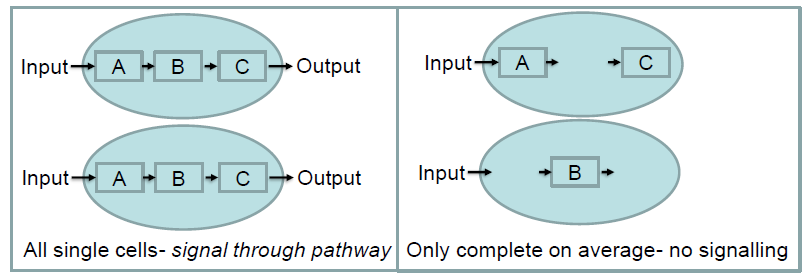 Input A B C Output
Input A B C Output
All single cells- signal through pathway
Input A C
Input B
Only complete on average- no signalling